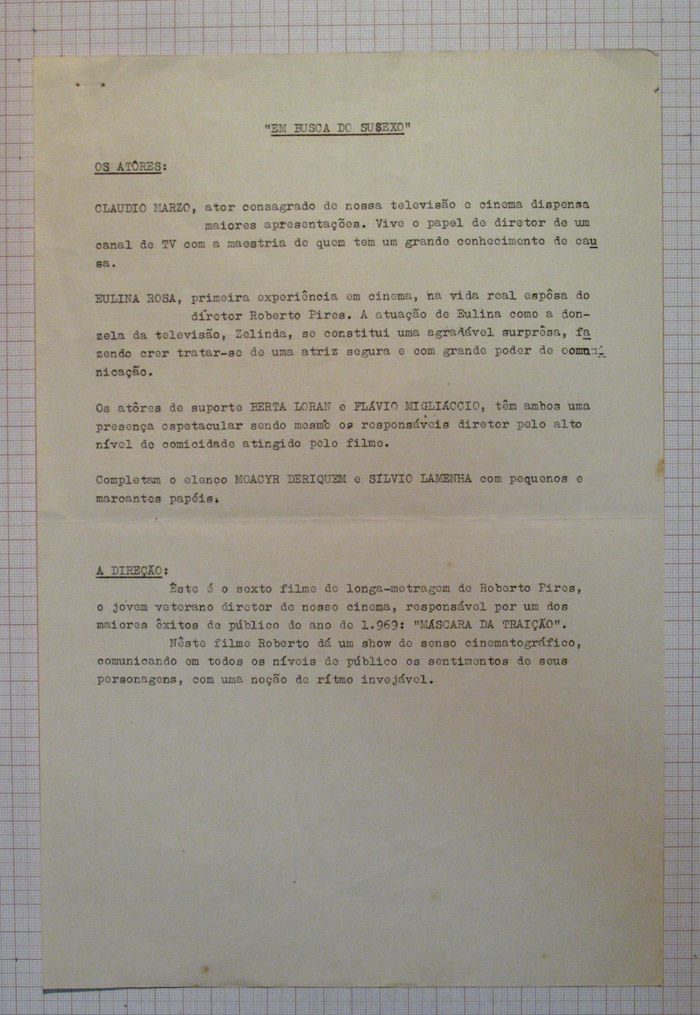 "EM BUSCA DO SU$EXO"
OS ATÔRES:
CLAUDIO MARZO, ator consagrado de nossa televisão e cinema dispensa
maiores apresentações. Vive o papel de diretor de um
canal de TV com a maestria de quem tem um grande conhecimento de cau
sa.
EULINA ROSA, primeira experiência em cinema, na vida real espôsa do
diretor Roberto Pires. A atuação de Eulina como a don-
zela da televisão, Zelinda, se constitui uma agradável surprêsa, fa
zendo crer tratar-se de uma atriz segura e com grande poder de comuni
nicação.
Os atôres de suporte BERTA LORAN e FLÁVIO MIGLIÁCCIO, têm ambos uma
presença espetacular sendo mesmo os responsáveis diretor pelo alto
nível de comicidade atingido pelo filme.
Completam o elenco MOACYR DERIQUEM e SÍLVIO LAMENHA com pequenos e
marcantes papéis.
A DIREÇÃO:
Êste é o sexto filme de longa-metragem de Roberto Pires,
o jovem veterano diretor de nosso cinema, responsável por um dos
maiores êxitos de público do ano de 1.969: "MÁSCARA DA TRAIÇÃO".
Nêste filme Roberto dá um show de senso cinematográfico,
comunicando em todos os níveis de público os sentimentos de seus
personagens, com uma noção de rítmo invejável.